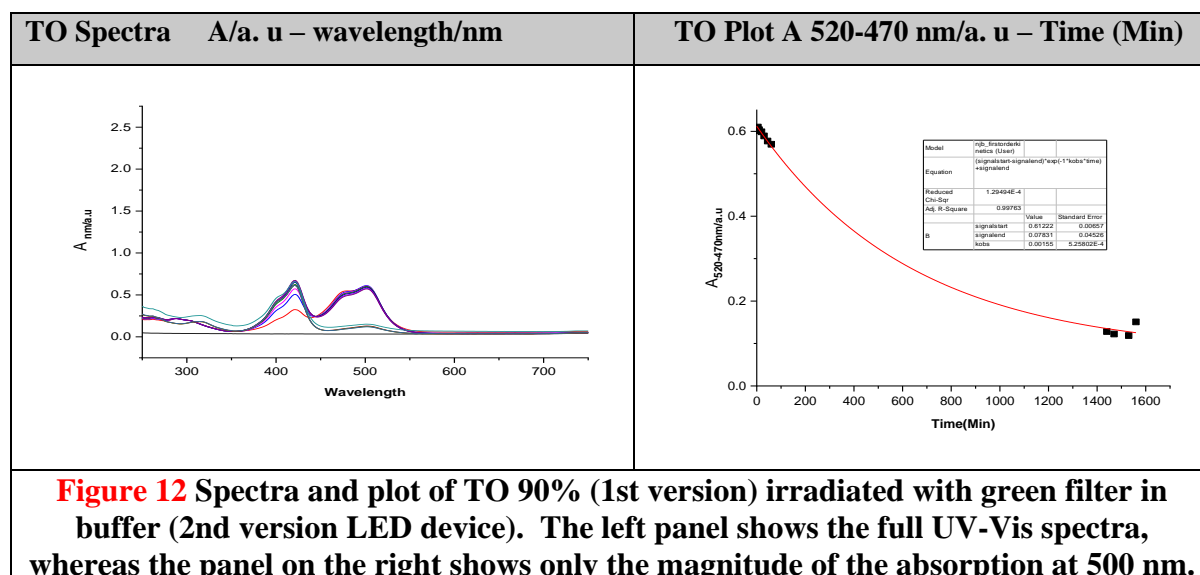 TO Spectra A/a. u – wavelength/nm
TO Plot A 520-470 nm/a. u – Time (Min)
2.5
2.0
1.5
1.0
0.5
0.0
A nm/a.u
300 400 500 600 700
Wavelength
0.6
0.4
0.2
0.0
A520-470nm/a.u
0 200 400 600 800 1000 1200 1400 1600
Time(Min)
Model njb_firstorderki
netics (User)
Equation (signalstart-signalend)*exp(-1*kobs*time)
+signalend
Reduced
Chi-Sqr 1.29494E-4
Adj. R-Square 0.99763
Value Standard Error
B signalstart 0.61222 0.00657
signalend 0.07831 0.04526
kobs 0.00155 5.25802E-4
Figure 12 Spectra and plot of TO 90% (1st version) irradiated with green filter in
buffer (2nd version LED device). The left panel shows the full UV-Vis spectra,
whereas the panel on the right shows only the magnitude of the absorption at 500 nm.